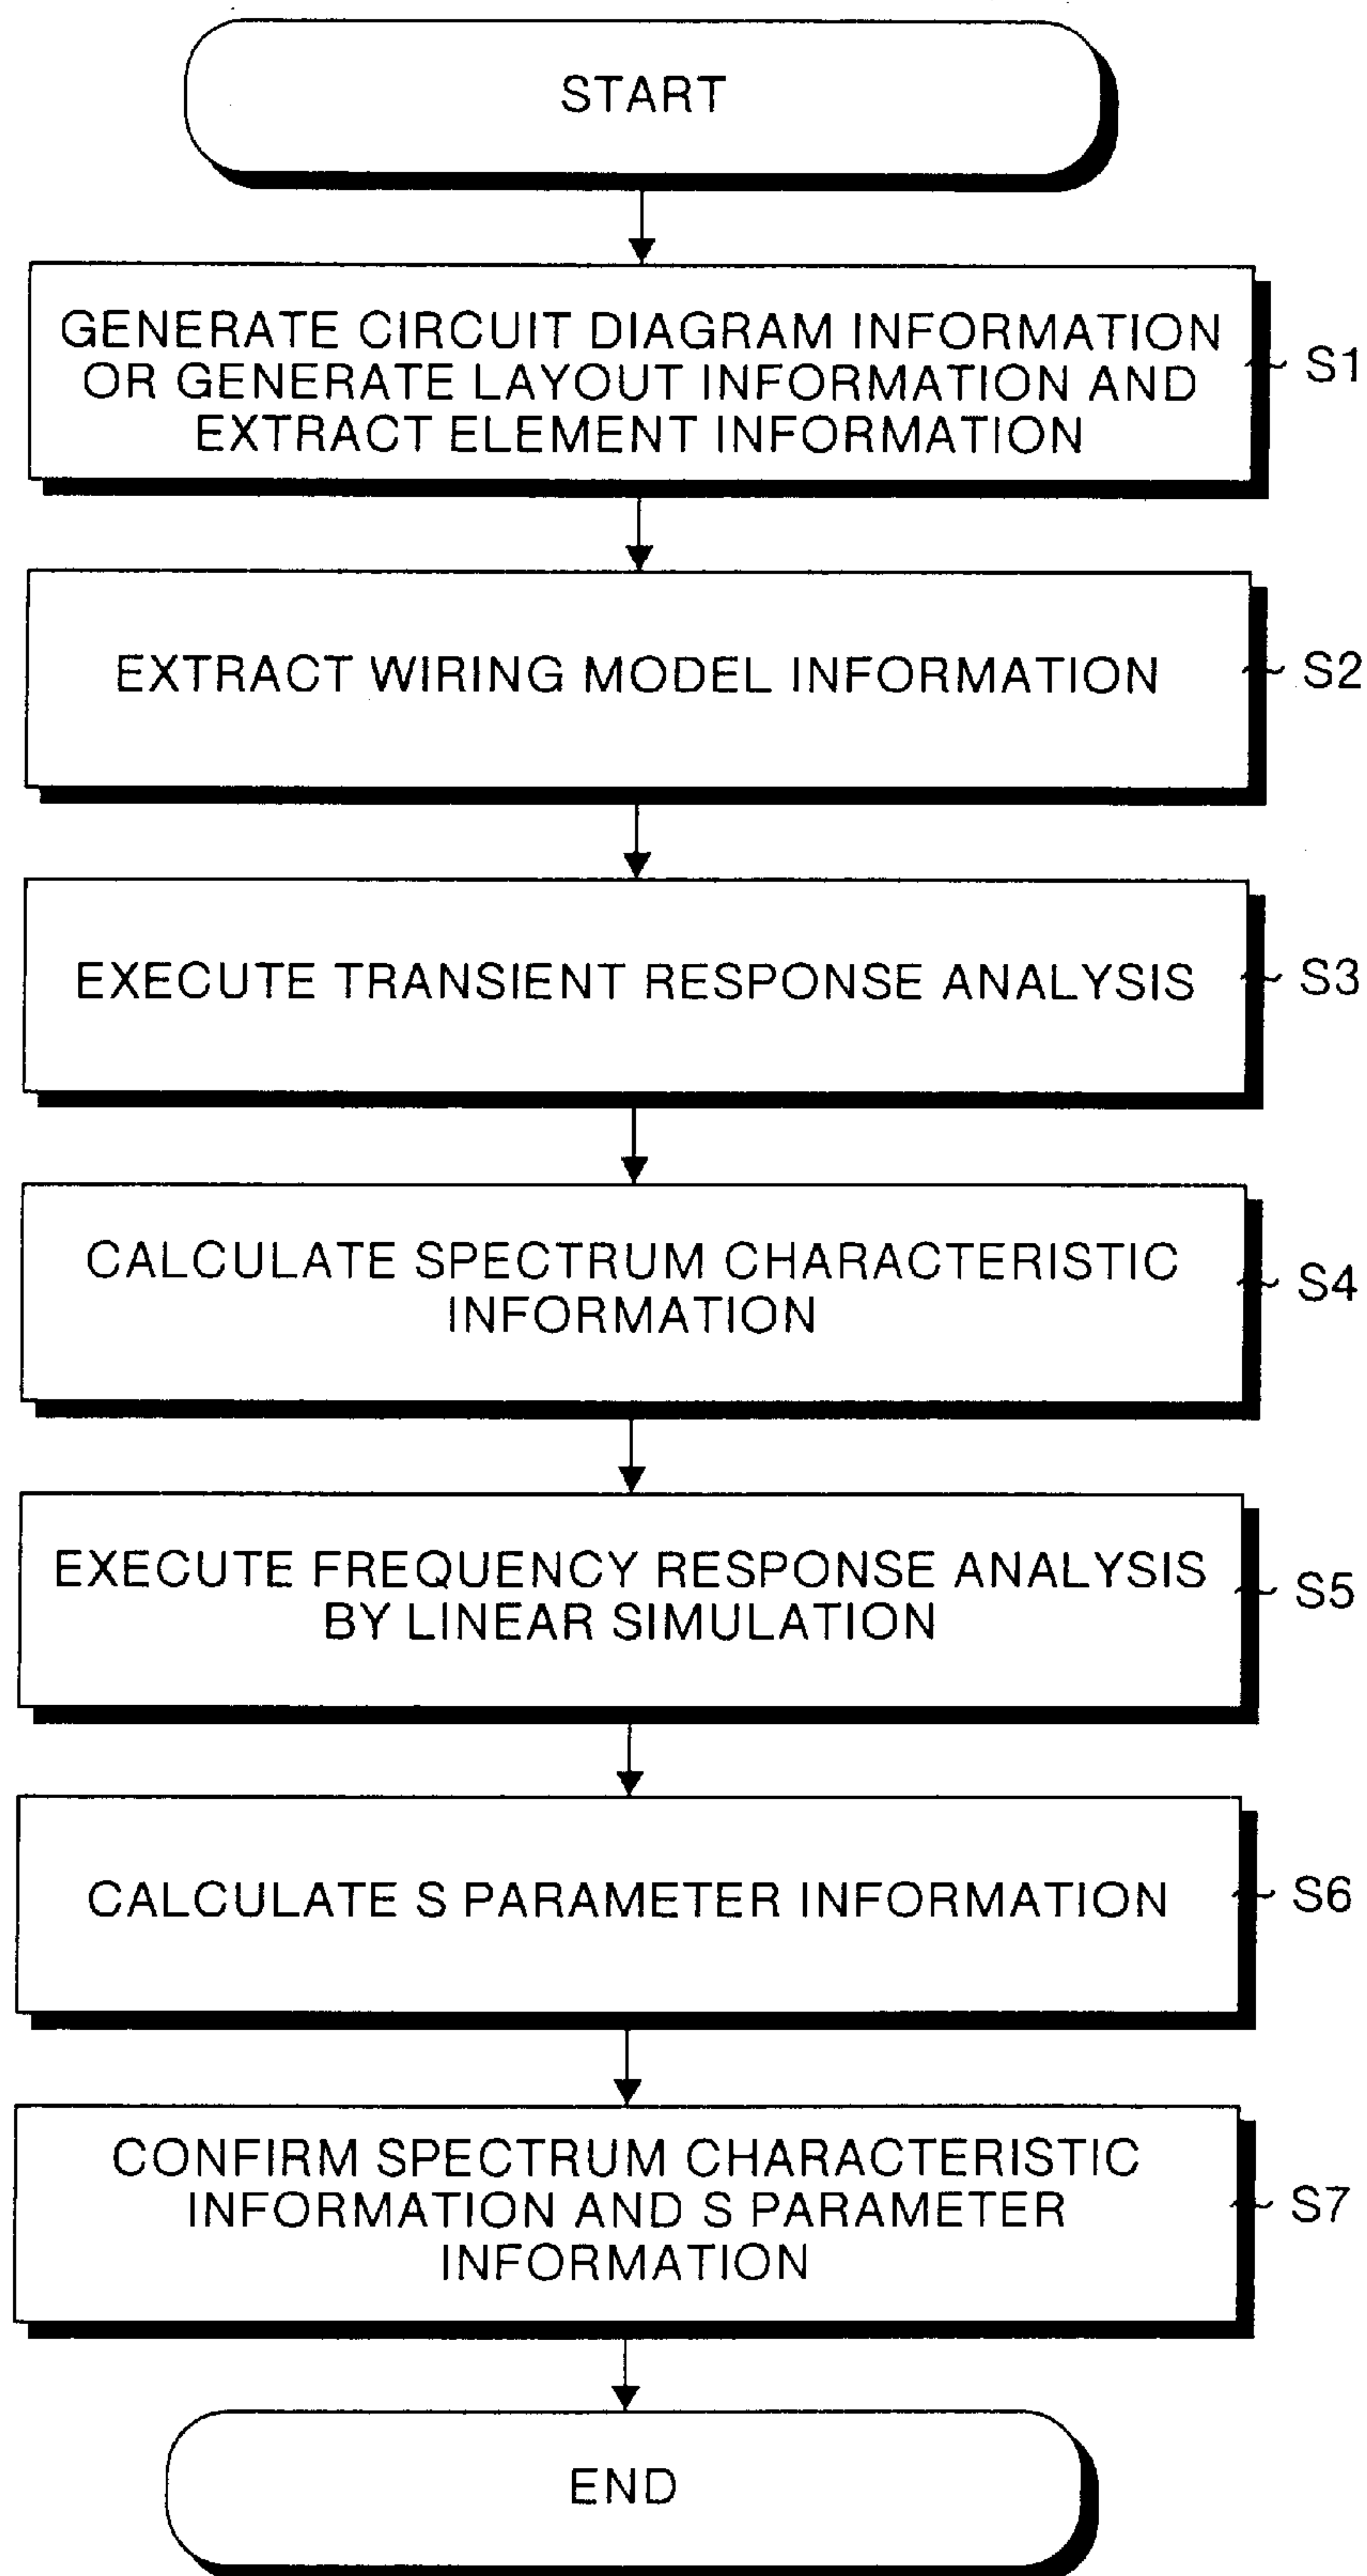 START
GENERATE CIRCUIT DIAGRAM INFORMATION
OR GENERATE LAYOUT INFORMATION AND
EXTRACT ELEMENT INFORMATION
S1
EXTRACT WIRING MODEL INFORMATION
S2
EXECUTE TRANSIENT RESPONSE ANALYSIS
S3
CALCULATE SPECTRUM CHARACTERISTIC
INFORMATION
S4
EXECUTE FREQUENCY RESPONSE ANALYSIS
BY LINEAR SIMULATION
S5
CALCULATE S PARAMETER INFORMATION
S6
CONFIRM SPECTRUM CHARACTERISTIC
INFORMATION AND S PARAMETER
INFORMATION
S7
END